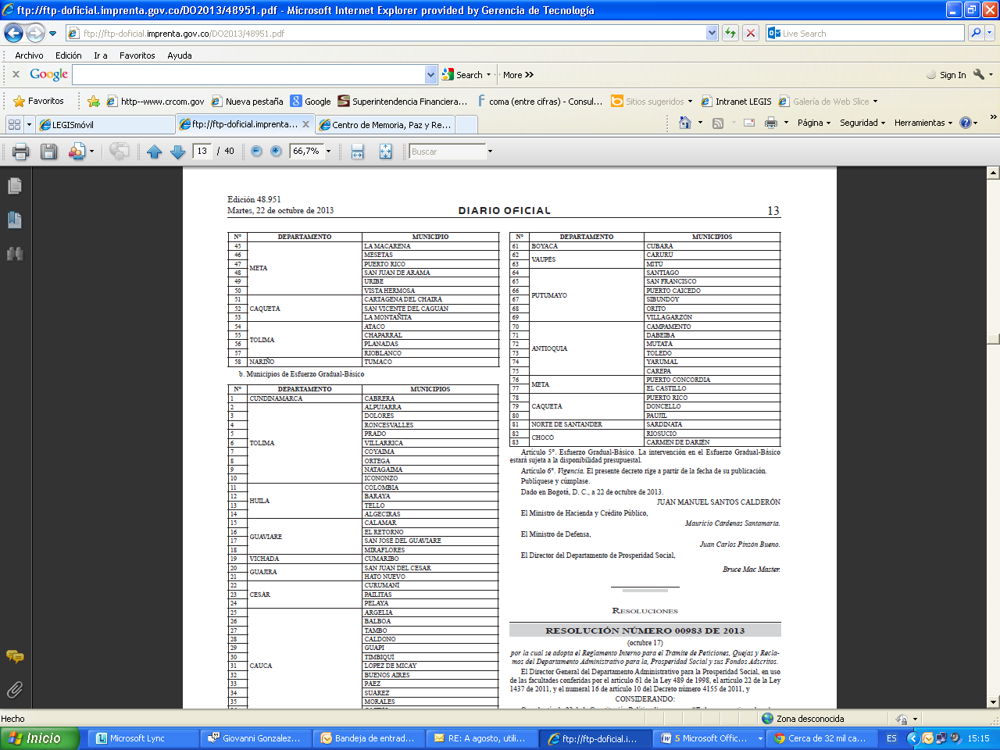 ftp://ftp-doficial.imprenta.gov.co/DO2013/48951.pdf - Microsoft Internet Explorer provided by Gerencia de Tecnología
ftp://ftp-doficial.imprenta.gov.co/DO2013/48951.pdf
Live Search
Archivo Edición Ir a Favoritos Ayuda
x Google Search More >> Sign In
Favoritos http--www.crcom.gov Nueva pestaña Google Superintendencia Financiera... coma (entre cifras) - Consul... Sitios sugeridos Intranet LEGIS Galería de Web Slice
LEGISmóvil ftp://ftp-doficial.imprenta... Centro de Memoria, Paz y Re... Página Seguridad Herramientas
13 / 40 66,7% Buscar
Edición 48.951
Martes, 22 de octubre de 2013 DIARIO OFICIAL 13
N° DEPARTAMENTO MUNICIPIO
45 LA MACARENA
46 MESETAS
47 PUERTO RICO
META
48 SAN JUAN DE ARAMA
49 URIBE
50 VISTA HERMOSA
51 CARTAGENA DEL CHAIRÁ
52 CAQUETÁ SAN VICENTE DEL CAGUÁN
53 LA MONTAÑITA
54 ATACO
55 CHAPARRAL
TOLIMA
56 PLANADAS
57 RIOBLANCO
58 NARIÑO TUMACO
b. Municipios de Esfuerzo Gradual-Básico
N° DEPARTAMENTO MUNICIPIOS
1 CUNDINAMARCA CABRERA
2 ALPUJARRA
3 DOLORES
4 RONCESVALLES
5 PRADO
6 TOLIMA VILLARRICA
7 COYAIMA
8 ORTEGA
9 NATAGAIMA
10 ICONONZO
11 COLOMBIA
12 BARAYA
HUILA
13 TELLO
14 ALGECIRAS
15 CALAMAR
16 EL RETORNO
GUAVIARE
17 SAN JOSÉ DEL GUAVIARE
18 MIRAFLORES
19 VICHADA CUMARIBO
20 SAN JUAN DEL CESAR
GUAJIRA
21 HATO NUEVO
22 CURUMANÍ
23 CESAR PAILITAS
24 PELAYA
25 ARGELIA
26 BALBOA
27 TAMBO
28 CALDONO
29 GUAPI
30 TIMBIQUÍ
31 CAUCA LÓPEZ DE MICAY
32 BUENOS AIRES
33 PÁEZ
34 SUÁREZ
35 MORALES
N° DEPARTAMENTO MUNICIPIOS
61 BOYACÁ CUBARÁ
62 CARURÚ
VAUPÉS
63 MITÚ
64 SANTIAGO
65 SAN FRANCISCO
66 PUERTO CAICEDO
PUTUMAYO
67 SIBUNDOY
68 ORITO
69 VILLAGARZÓN
70 CAMPAMENTO
71 DABEIBA
72 MUTATÁ
ANTIOQUIA
73 TOLEDO
74 YARUMAL
75 CAREPA
76 PUERTO CONCORDIA
META
77 EL CASTILLO
78 PUERTO RICO
79 CAQUETÁ DONCELLO
80 PAUJIL
81 NORTE DE SANTANDER SARDINATA
82 RIOSUCIO
CHOCÓ
83 CARMEN DE DARIÉN
Artículo 5°. Esfuerzo Gradual-Básico. La intervención en el Esfuerzo Gradual-Básico
estará sujeta a la disponibilidad presupuestal.
Artículo 6°. Vigencia. El presente decreto rige a partir de la fecha de su publicación.
Publíquese y cúmplase.
Dado en Bogotá, D. C., a 22 de octubre de 2013.
JUAN MANUEL SANTOS CALDERÓN
El Ministro de Hacienda y Crédito Público,
Mauricio Cárdenas Santamaría.
El Ministro de Defensa,
Juan Carlos Pinzón Bueno.
El Director del Departamento de Prosperidad Social,
Bruce Mac Master.
RESOLUCIONES
RESOLUCIÓN NÚMERO 00983 DE 2013
(octubre 17)
por la cual se adopta el Reglamento Interno para el Trámite de Peticiones, Quejas y Recla-
mos del Departamento Administrativo para la, Prosperidad Social y sus Fondos Adscritos.
El Director General del Departamento Administrativo para la Prosperidad Social, en uso
de las facultades conferidas por el artículo 61 de la Ley 489 de 1998, el artículo 22 de la Ley
1437 de 2011, y el numeral 16 de artículo 10 del Decreto número 4155 de 2011, y
CONSIDERANDO:
Hecho Zona desconocida
Inicio Microsoft Lync Giovanni Gonzalez... Bandeja de entrad... RE: A agosto, utili... ftp://ftp-doficial.i... 5 Microsoft Offic... Cerca de 32 mil ca... ES 15:15